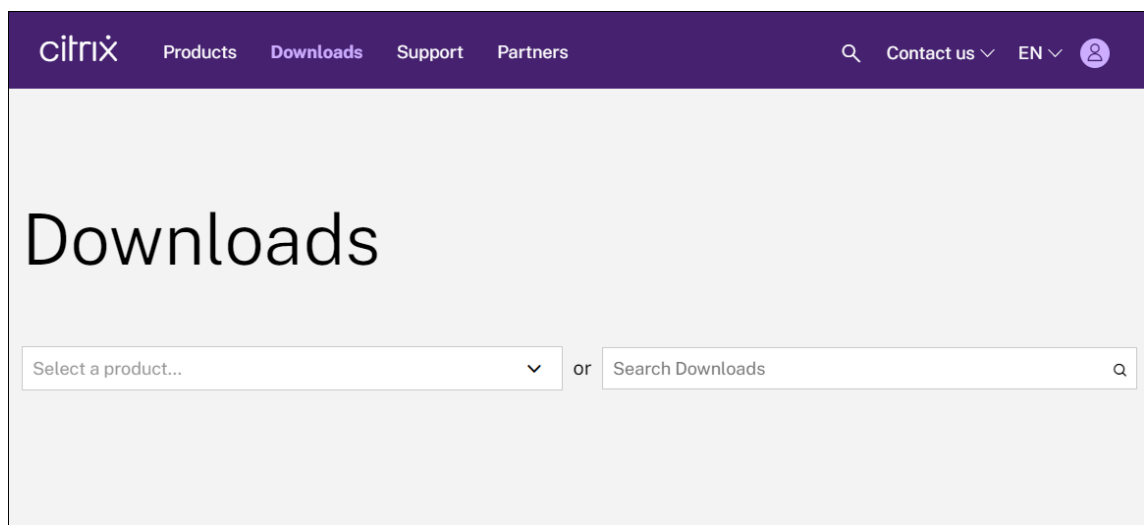 citrix Products Downloads Support Partners Contact us EN
Downloads
Select a product... or Search Downloads